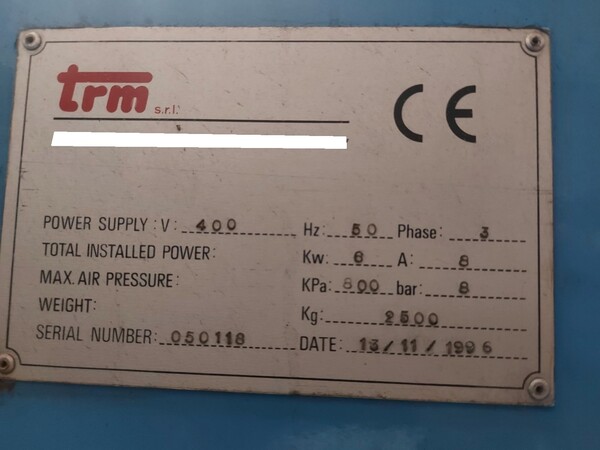 trm s.r.l.
CE
POWER SUPPLY : V: 400 Hz: 50 Phase: 3
TOTAL INSTALLED POWER: Kw: 6 A: 8
MAX. AIR PRESSURE: KPa: 800 bar: 8
WEIGHT: Kg: 2500
SERIAL NUMBER: 050118 DATE: 13/11/1996